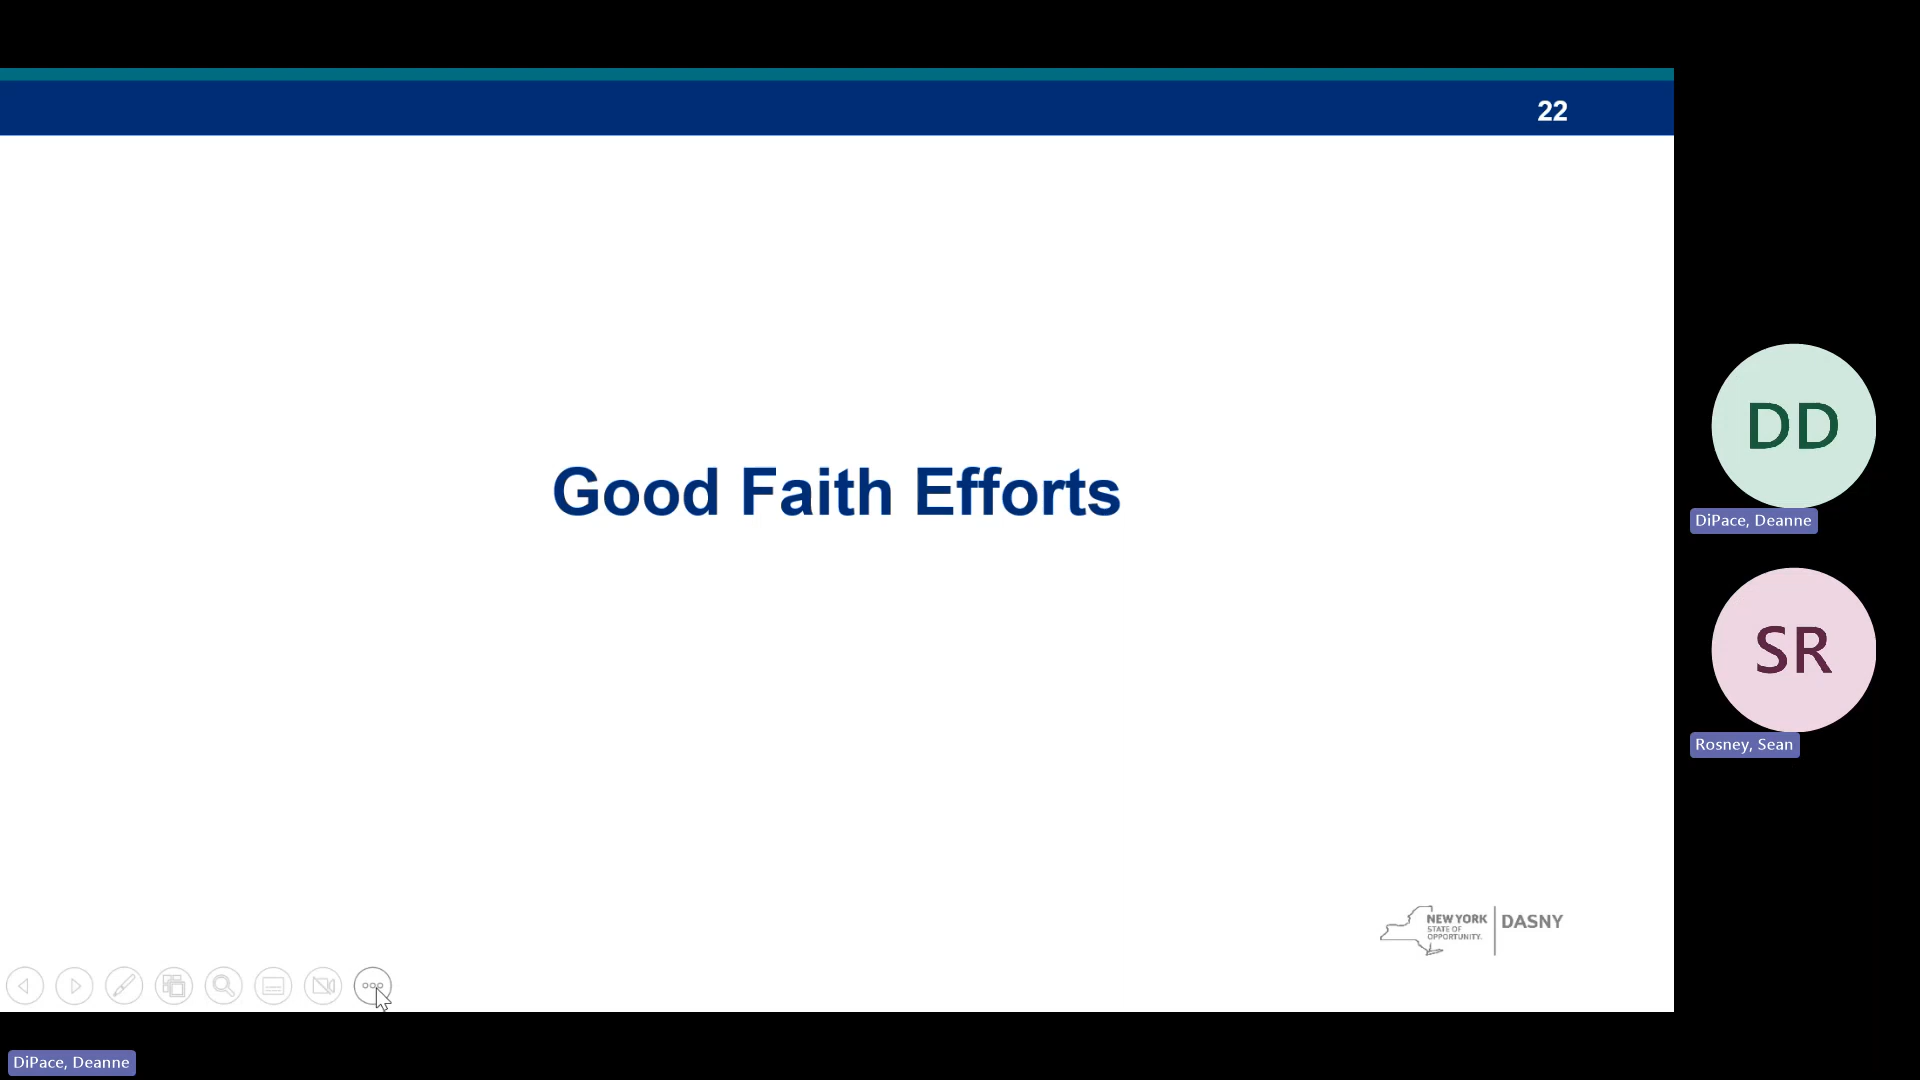 22
Good Faith Efforts
DD
DiPace, Deanne
SR
Rosney, Sean
NEW YORK
STATE OF
OPPORTUNITY.
DASNY
DiPace, Deanne